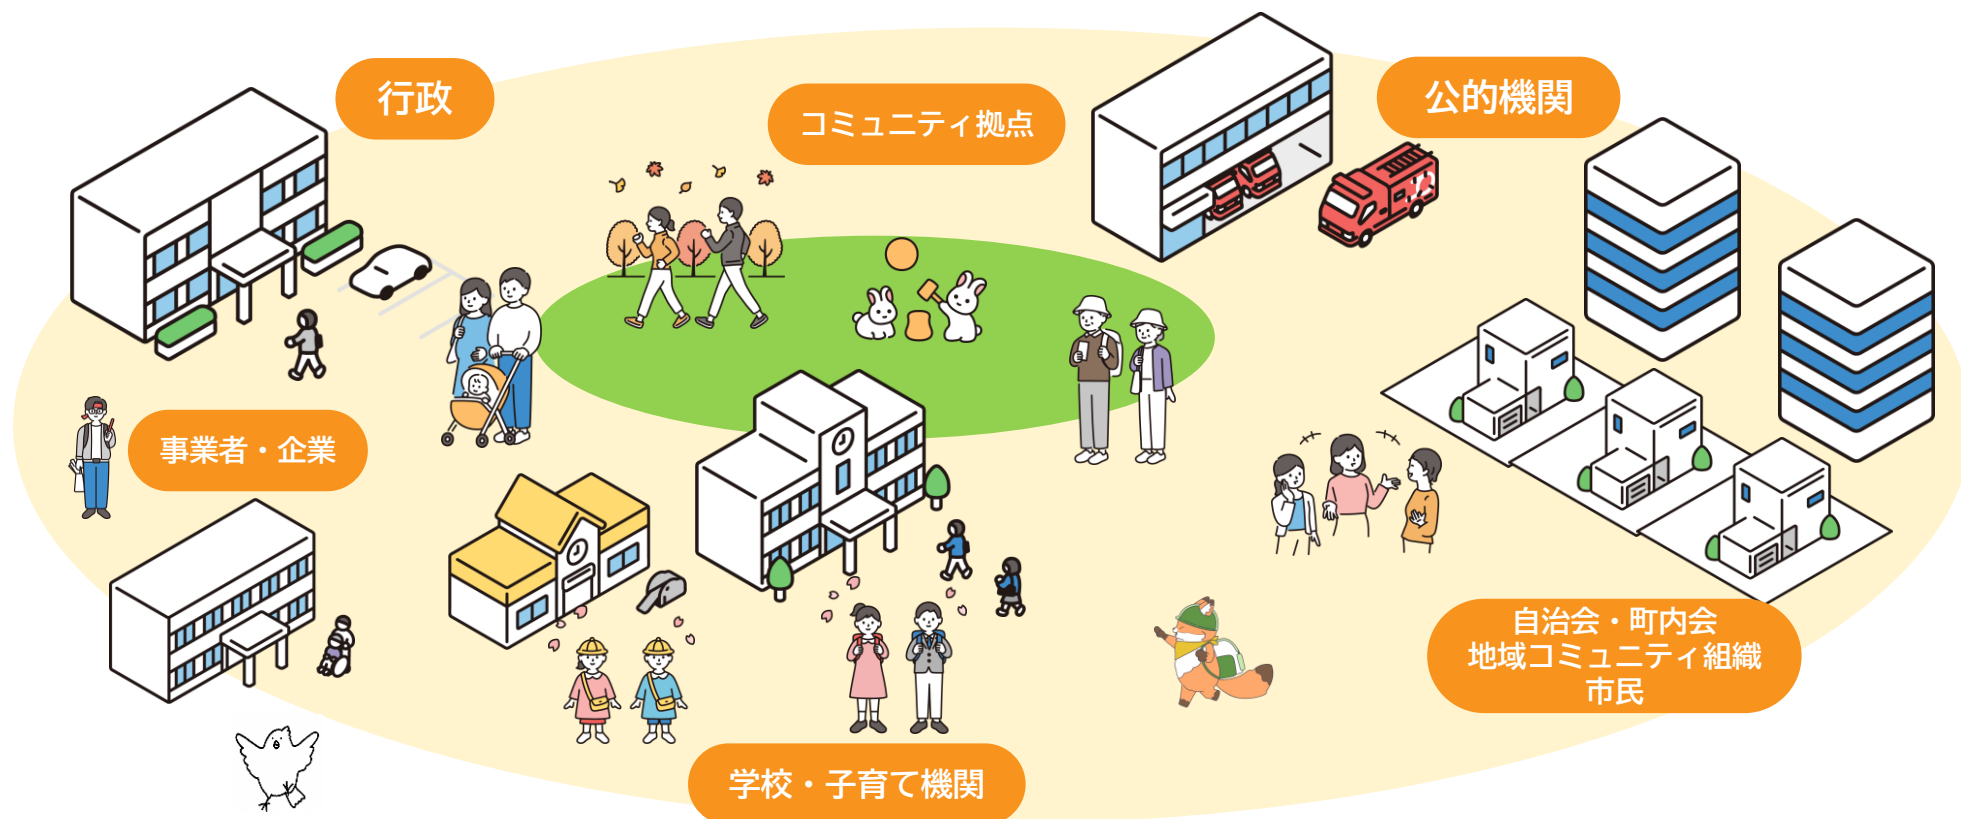 行政
コミュニティ拠点
公的機関
事業者・企業
自治会・町内会
地域コミュニティ組織
市民
学校・子育て機関